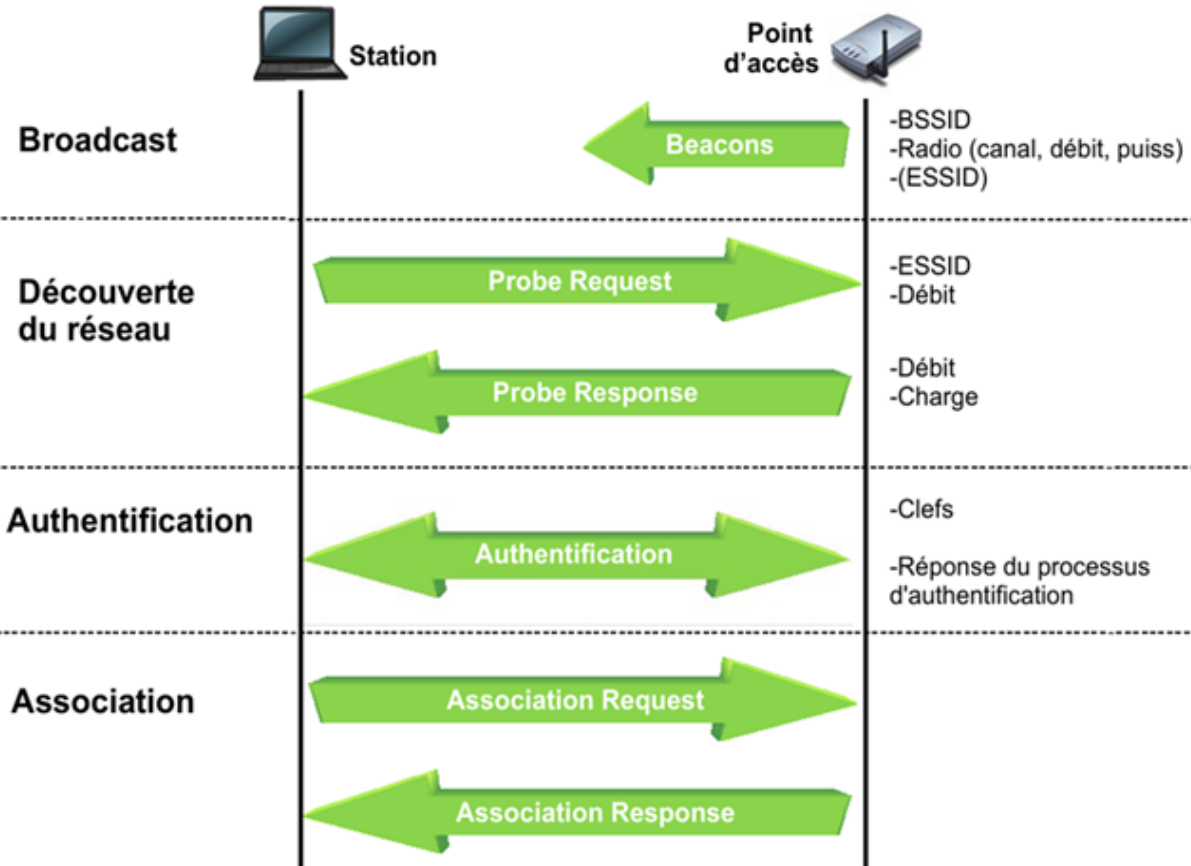 Station
Point
d'accès
Broadcast
Beacons
-BSSID
-Radio (canal, débit, puiss)
-(ESSID)
Découverte
du réseau
Probe Request
-ESSID
-Débit
Probe Response
-Débit
-Charge
Authentification
Authentification
-Clefs
-Réponse du processus
d'authentification
Association
Association Request
Association Response